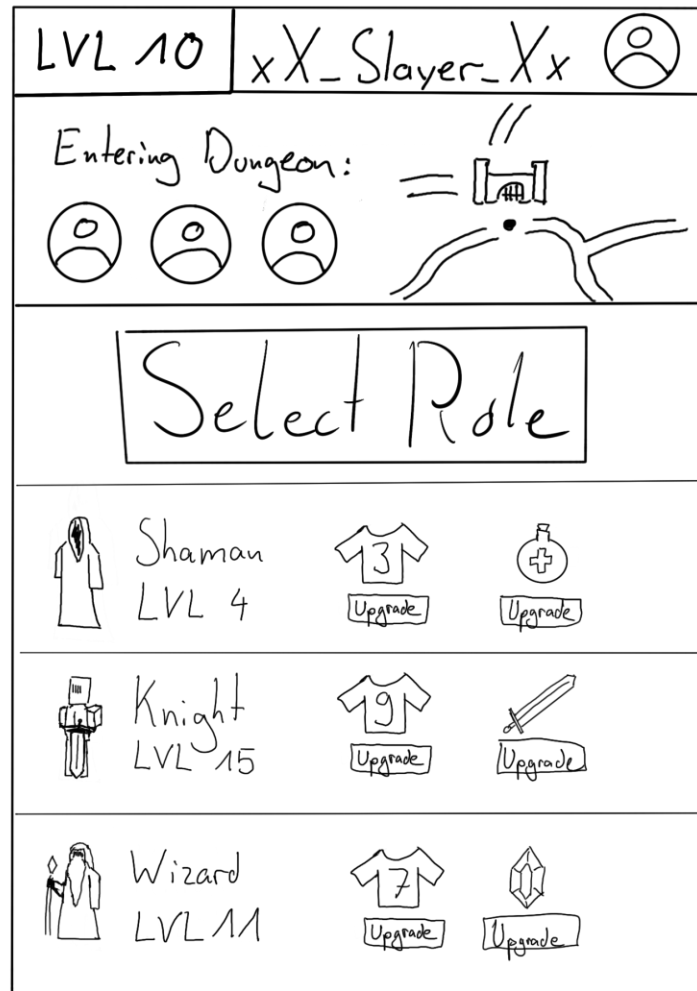 LVL 10
xX_Slayer_Xx
Entering Dungeon:
Select Role
Shaman
LVL 4
3
Upgrade
Upgrade
Knight
LVL 15
9
Upgrade
Upgrade
Wizard
LVL 11
7
Upgrade
Upgrade